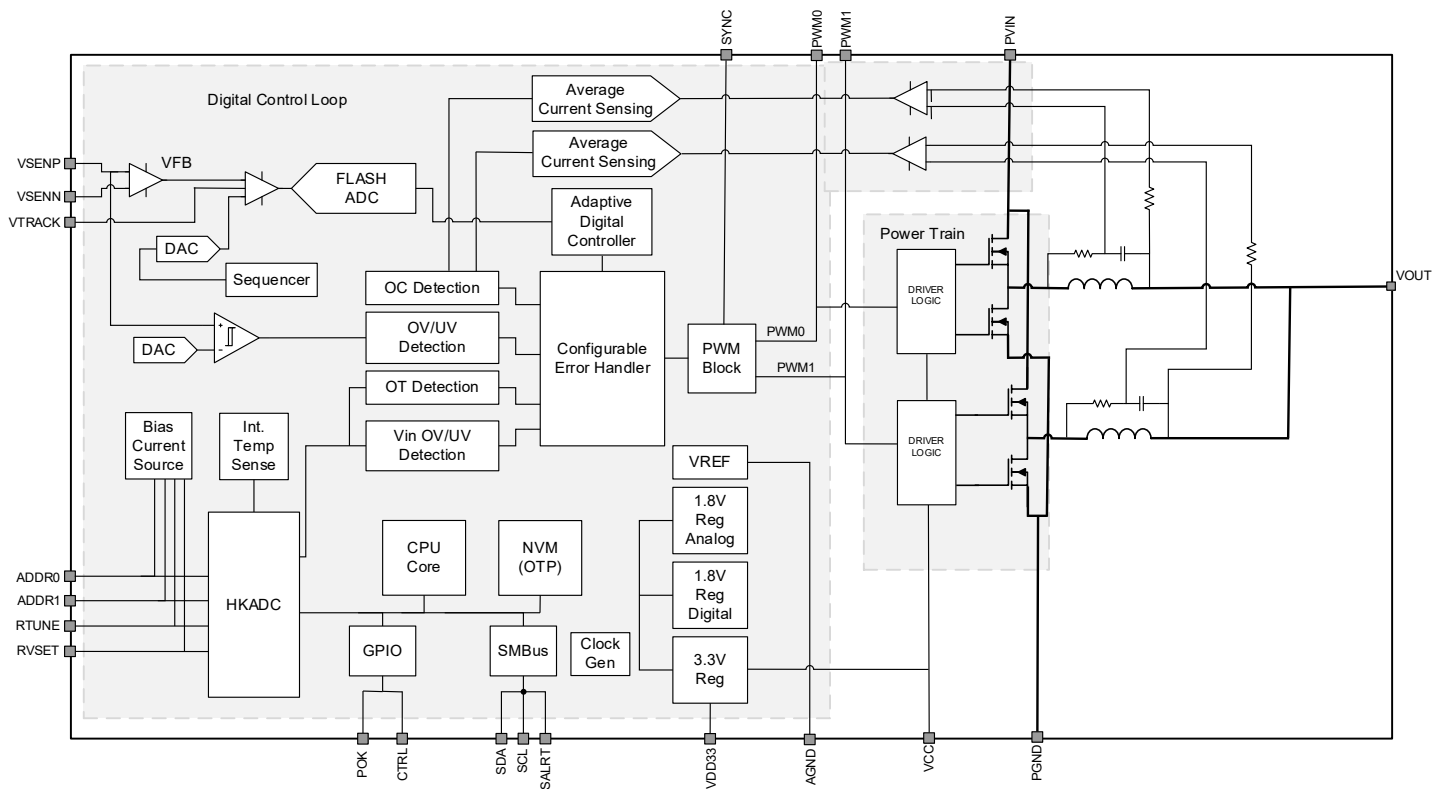 SYNC
PWM0
PWM1
PVIN
Digital Control Loop
Average
Current Sensing
Average
Current Sensing
VSENP
VFB
VSENN
VTRACK
FLASH
ADC
Adaptive
Digital
Controller
DAC
Sequencer
Power Train
DRIVER
LOGIC
VOUT
OC Detection
OV/UV
Detection
+
-
DAC
Configurable
Error Handler
PWM
Block
PWM0
PWM1
OT Detection
Vin OV/UV
Detection
Bias
Current
Source
Int.
Temp
Sense
DRIVER
LOGIC
VREF
1.8V
Reg
Analog
CPU
Core
NVM
(OTP)
ADDR0
ADDR1
RTUNE
RVSET
HKADC
1.8V
Reg
Digital
GPIO
SMBus
Clock
Gen
3.3V
Reg
POK
CTRL
SDA
SCL
SALRT
VDD33
AGND
VCC
PGND